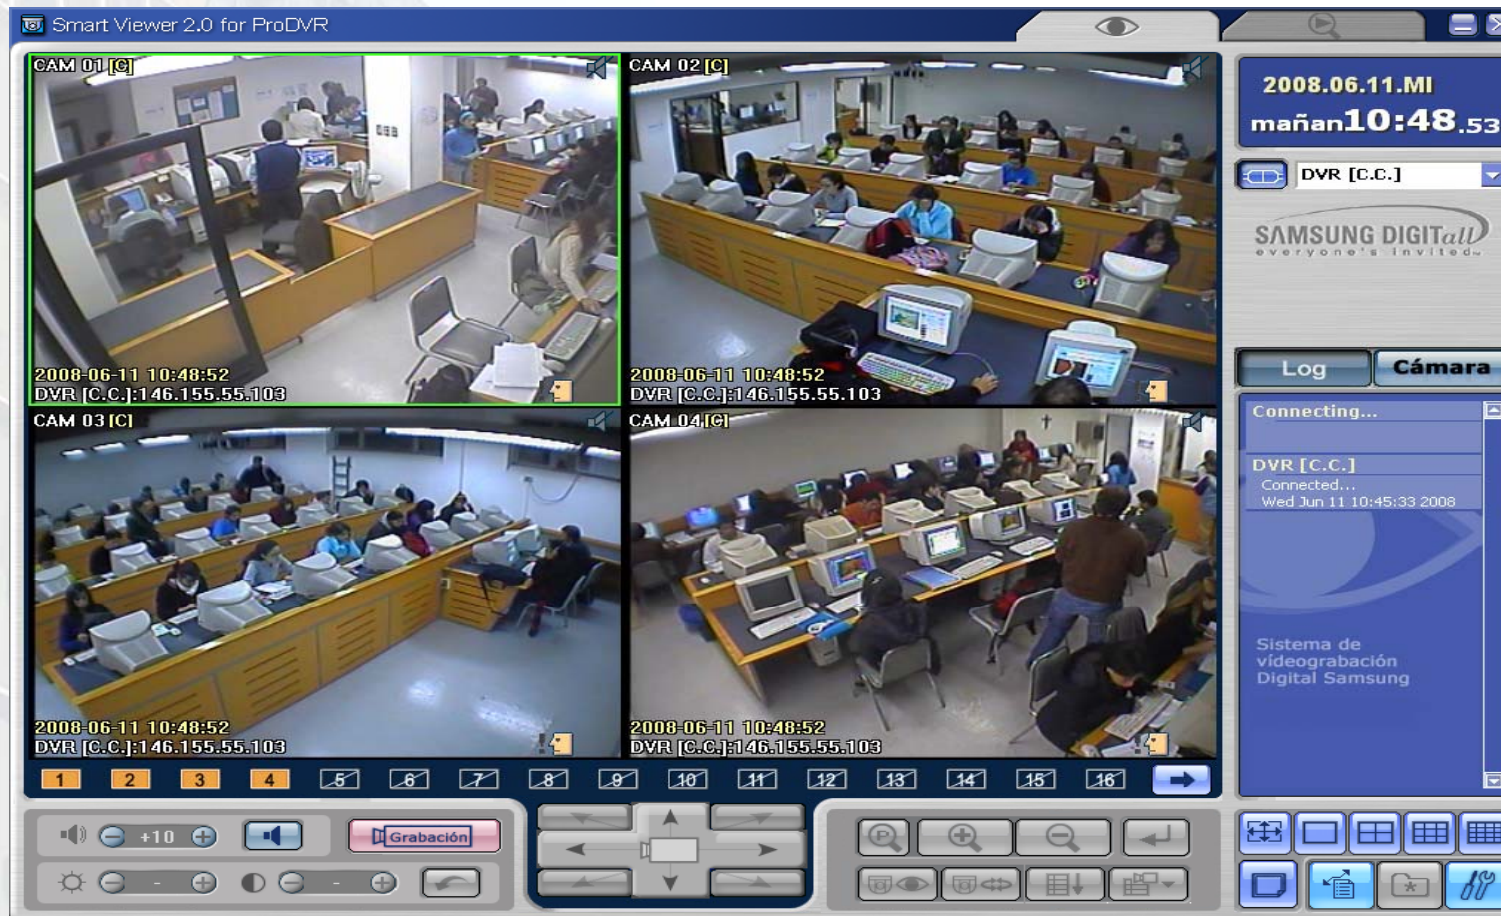 Smart Viewer 2.0 for ProDVR
CAM 01 [C]
2008-06-11 10:48:52
DVR [C.C.]:146.155.55.103
CAM 02 [C]
2008-06-11 10:48:52
DVR [C.C.]:146.155.55.103
CAM 03 [C]
2008-06-11 10:48:52
DVR [C.C.]:146.155.55.103
CAM 04 [C]
2008-06-11 10:48:52
DVR [C.C.]:146.155.55.103
1 2 3 4 5 6 7 8 9 10 11 12 13 14 15 16
+10
Grabación
- -
P
2008.06.11.MI
mañan10:48.53
DVR [C.C.]
SAMSUNG DIGITall
everyone's invited™
Log Cámara
Connecting...
DVR [C.C.]
Connected...
Wed Jun 11 10:45:33 2008
Sistema de
vídeograbación
Digital Samsung